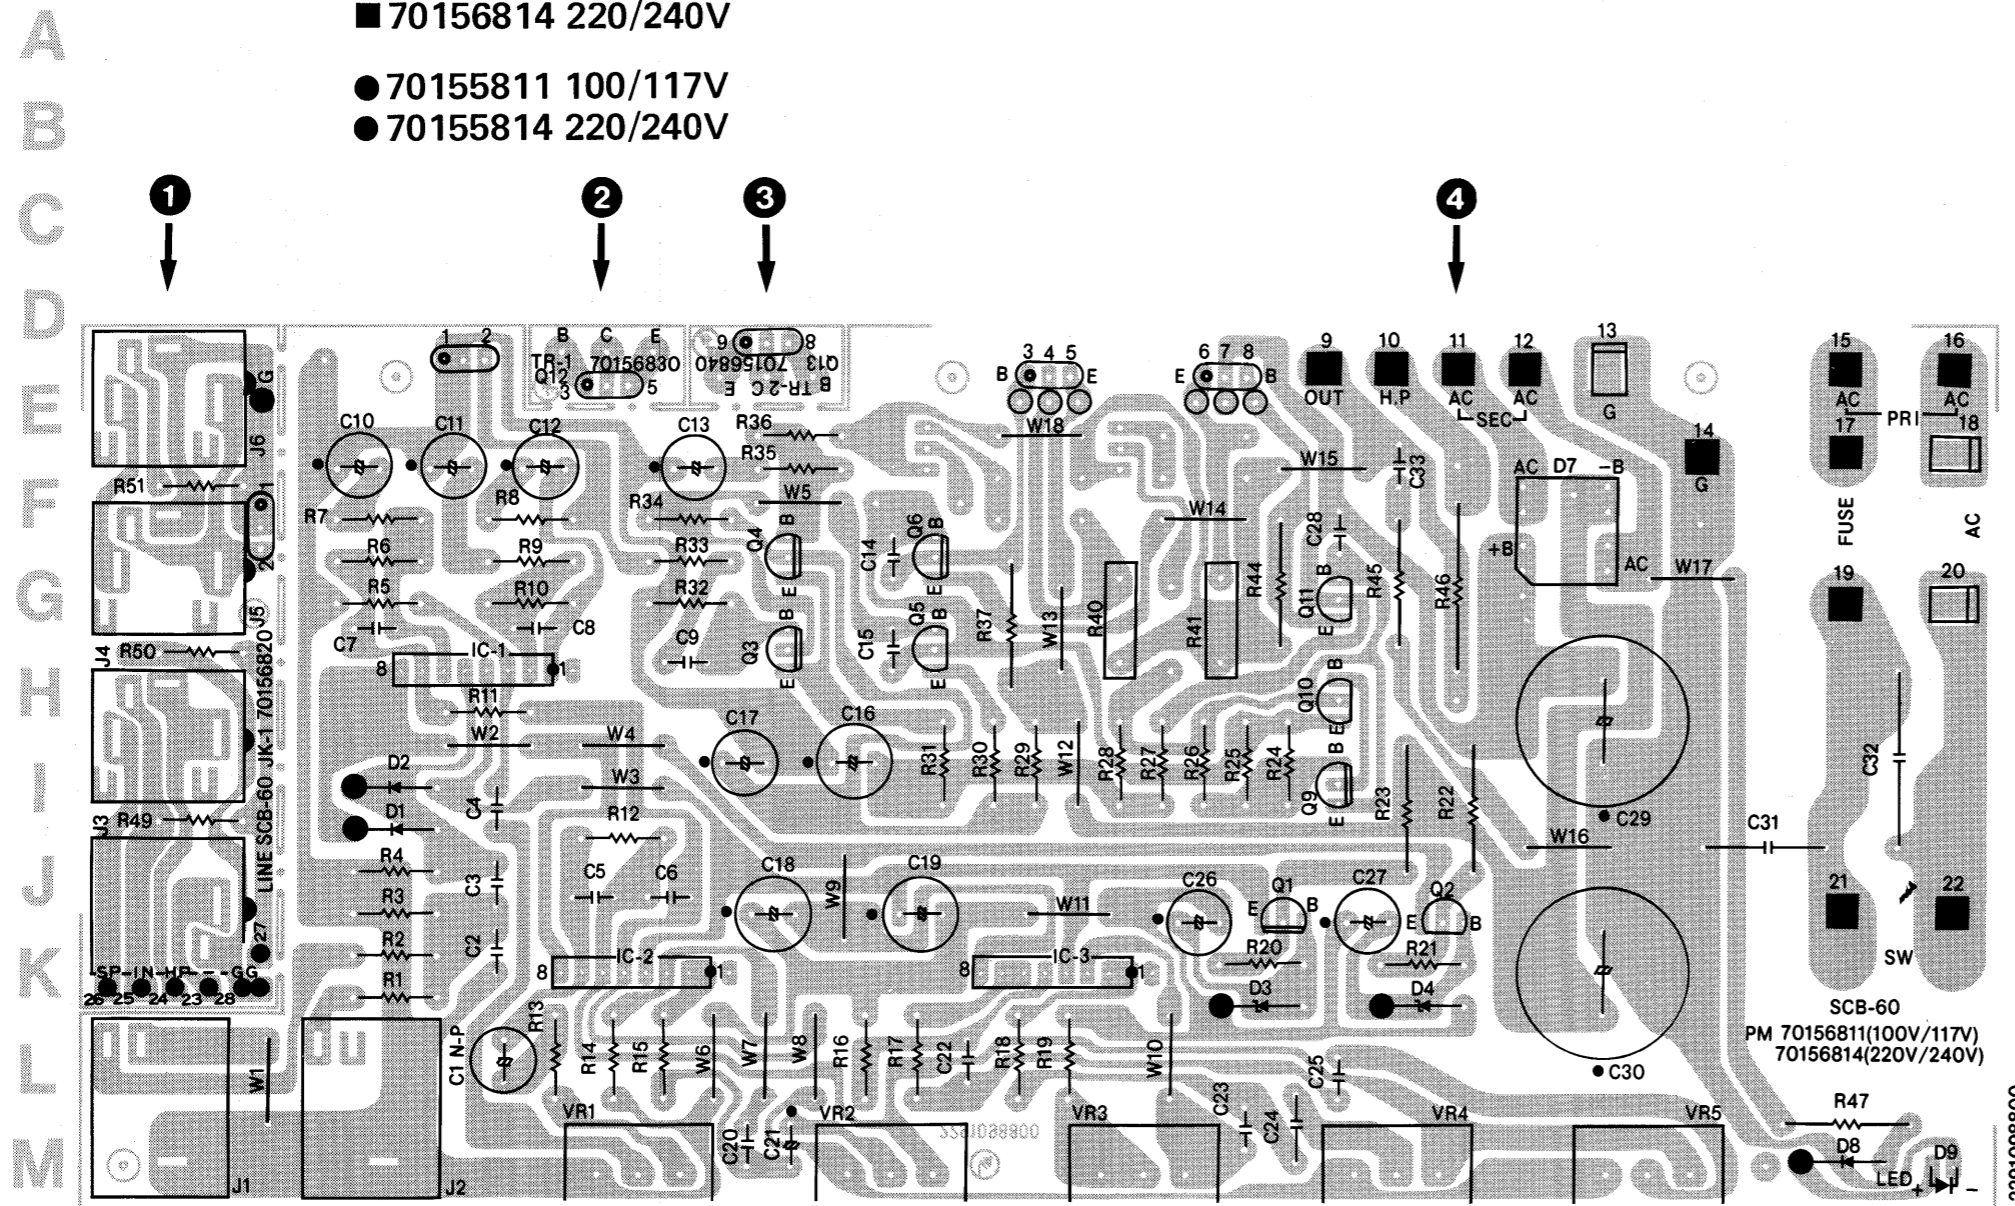 A
■ 70156814 220/240V
● 70155811 100/117V
B
● 70155814 220/240V
C
1
2
3
4
D
1 2
B C E
6 8
3 4 5
6 7 8
9
10
11
12
13
15
16
TR-1 70156830
Q12
3 5
70156840
Q13
TR-2
B C E
B E
E B
OUT
H.P
AC
AC
SEC
G
AC
AC
PRI
17
18
E
G
J6
C10
C11
C12
C13
R36
R35
W18
W15
C33
AC D7 -B
14
G
F
R51
1
R7
R8
R34
W5
W14
C28
FUSE
AC
2
R6
R9
R33
Q4
B
E
C14
Q6
B
E
+B
AC
W17
G
R5
R10
R32
R37
W13
R40
R41
R44
Q11
B
E
R45
R46
19
20
J5
C7
C8
C9
Q3
B
E
C15
Q5
B
E
J4
R50
8 IC-1 1
H
R11
Q10
B
E
C17
C16
W2
W4
I
D2
W3
R31
R30
R29
W12
R28
R27
R26
R25
R24
Q9
B
E
R23
R22
C32
C4
D1
R12
J3
R49
C29
C31
W16
LINE SCB-60 JK-1 70156820
J
R4
C3
C5
C6
C18
W9
C19
W11
C26
Q1
E B
C27
Q2
E B
21
22
R3
R2
C2
27
K
SP-IN-HP---GG
26 25 24 23 28
R1
8 IC-2 1
8 IC-3 1
R20
R21
D3
D4
SW
SCB-60
PM 70156811(100V/117V)
70156814(220V/240V)
L
W1
C1 N-P
R13
R14
R15
W6
W7
W8
R16
R17
C22
R18
R19
W10
C25
C30
M
J1
J2
VR1
C20
C21
VR2
2291098800
VR3
C23
C24
VR4
VR5
R47
D8
D9
LED + -
2291098800